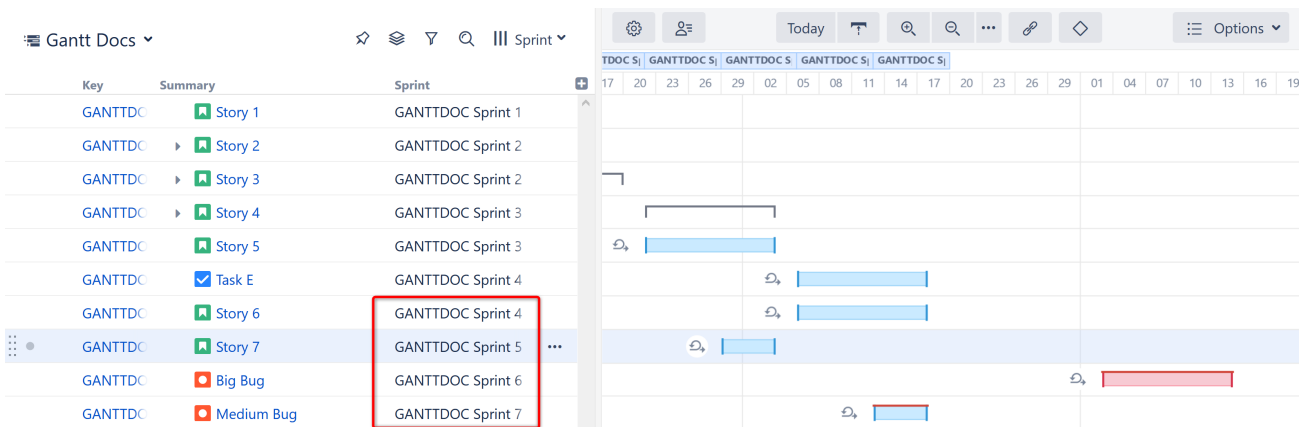 Gantt Docs
Sprint
Today
Options
TDOC S
GANTTDOC S
GANTTDOC S
GANTTDOC S
GANTTDOC S
Key
Summary
Sprint
17 20 23 26 29 02 05 08 11 14 17 20 23 26 29 01 04 07 10 13 16 19
GANTTDC Story 1 GANTTDOC Sprint 1
GANTTDC Story 2 GANTTDOC Sprint 2
GANTTDC Story 3 GANTTDOC Sprint 2
GANTTDC Story 4 GANTTDOC Sprint 3
GANTTDC Story 5 GANTTDOC Sprint 3
GANTTDC Task E GANTTDOC Sprint 4
GANTTDC Story 6 GANTTDOC Sprint 4
GANTTDC Story 7 GANTTDOC Sprint 5
GANTTDC Big Bug GANTTDOC Sprint 6
GANTTDC Medium Bug GANTTDOC Sprint 7